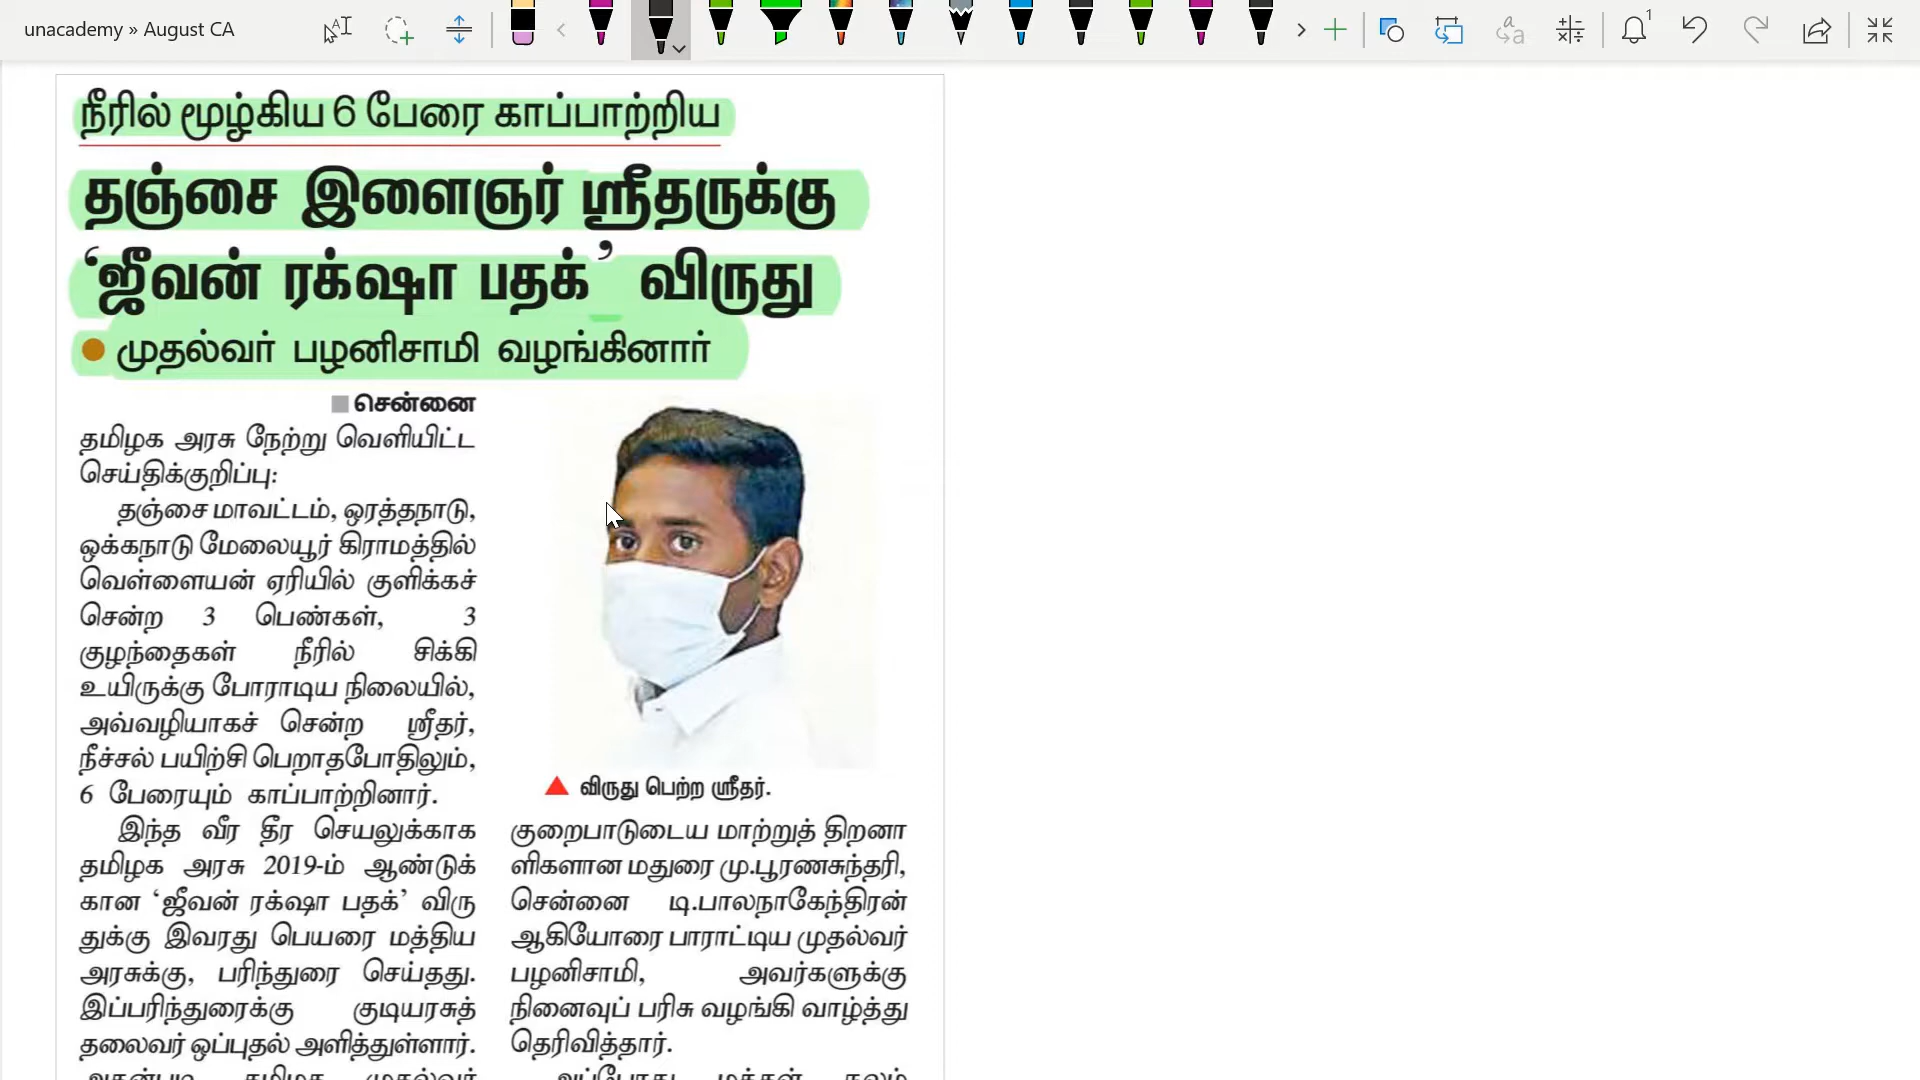 unacademy » August CA
1
நீரில் மூழ்கிய 6 பேரை காப்பாற்றிய
தஞ்சை இளைஞர் ஸ்ரீதருக்கு
‘ஜீவன் ரக்‌ஷா பதக்’ விருது
முதல்வர் பழனிசாமி வழங்கினார்
சென்னை
தமிழக அரசு நேற்று வெளியிட்ட
செய்திக்குறிப்பு:
தஞ்சை மாவட்டம், ஒரத்தநாடு,
ஒக்கநாடு மேலையூர் கிராமத்தில்
வெள்ளையன் ஏரியில் குளிக்கச்
சென்ற 3 பெண்கள், 3
குழந்தைகள் நீரில் சிக்கி
உயிருக்கு போராடிய நிலையில்,
அவ்வழியாகச் சென்ற ஸ்ரீதர்,
நீச்சல் பயிற்சி பெறாதபோதிலும்,
6 பேரையும் காப்பாற்றினார்.
இந்த வீர தீர செயலுக்காக
தமிழக அரசு 2019-ம் ஆண்டுக்
கான ‘ஜீவன் ரக்‌ஷா பதக்’ விரு
துக்கு இவரது பெயரை மத்திய
அரசுக்கு, பரிந்துரை செய்தது.
இப்பரிந்துரைக்கு குடியரசுத்
தலைவர் ஒப்புதல் அளித்துள்ளார்.
விருது பெற்ற ஸ்ரீதர்.
குறைபாடுடைய மாற்றுத் திறனா
ளிகளான மதுரை மு.பூரணசுந்தரி,
சென்னை டி.பாலநாகேந்திரன்
ஆகியோரை பாராட்டிய முதல்வர்
பழனிசாமி, அவர்களுக்கு
நினைவுப் பரிசு வழங்கி வாழ்த்து
தெரிவித்தார்.